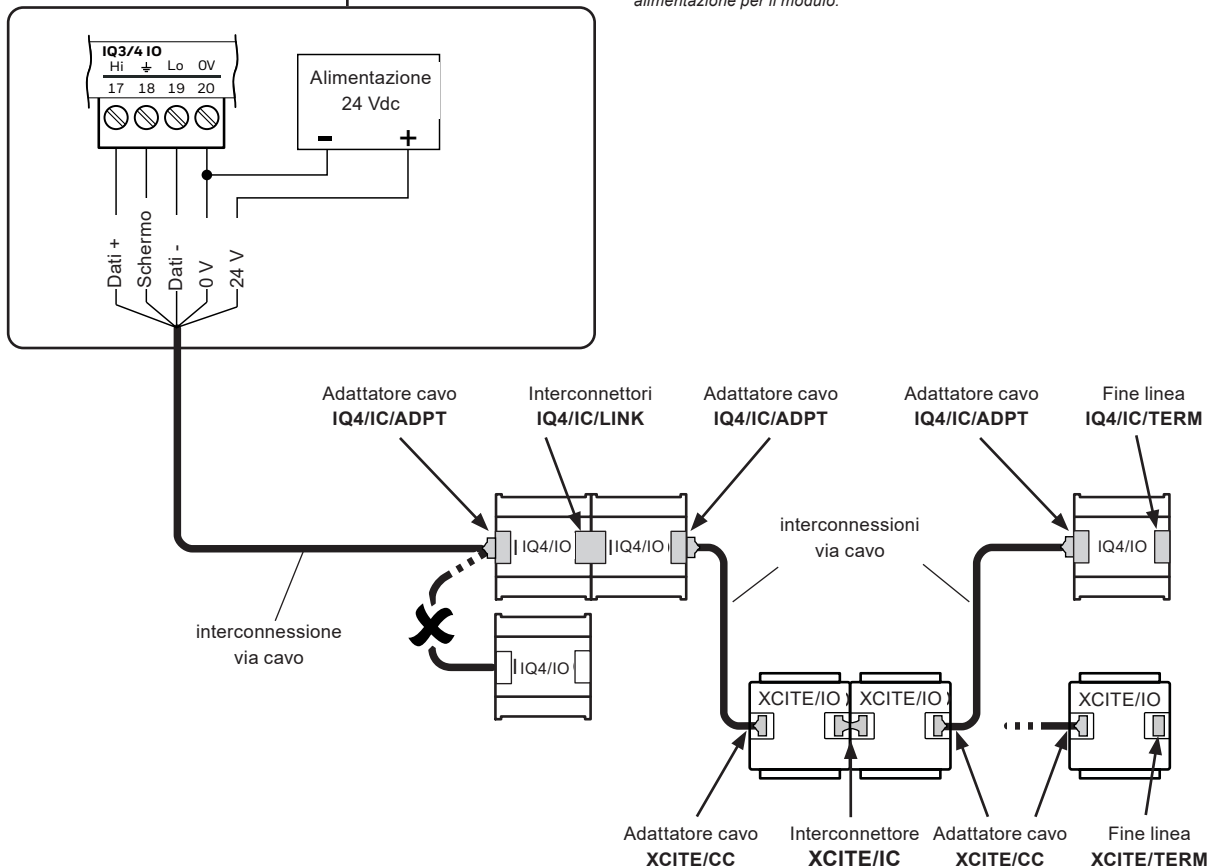 alimentazione per il modulo.
IQ3/4 IO
Hi ⏚ Lo 0V
17 18 19 20
Alimentazione
24 Vdc
- +
Dati +
Schermo
Dati -
0 V
24 V
Adattatore cavo
IQ4/IC/ADPT
Interconnettori
IQ4/IC/LINK
Adattatore cavo
IQ4/IC/ADPT
Adattatore cavo
IQ4/IC/ADPT
Fine linea
IQ4/IC/TERM
IQ4/IO
IQ4/IO
IQ4/IO
interconnessioni
via cavo
interconnessione
via cavo
IQ4/IO
XCITE/IO
XCITE/IO
XCITE/IO
Adattatore cavo
XCITE/CC
Interconnettore
XCITE/IC
Adattatore cavo
XCITE/CC
Fine linea
XCITE/TERM